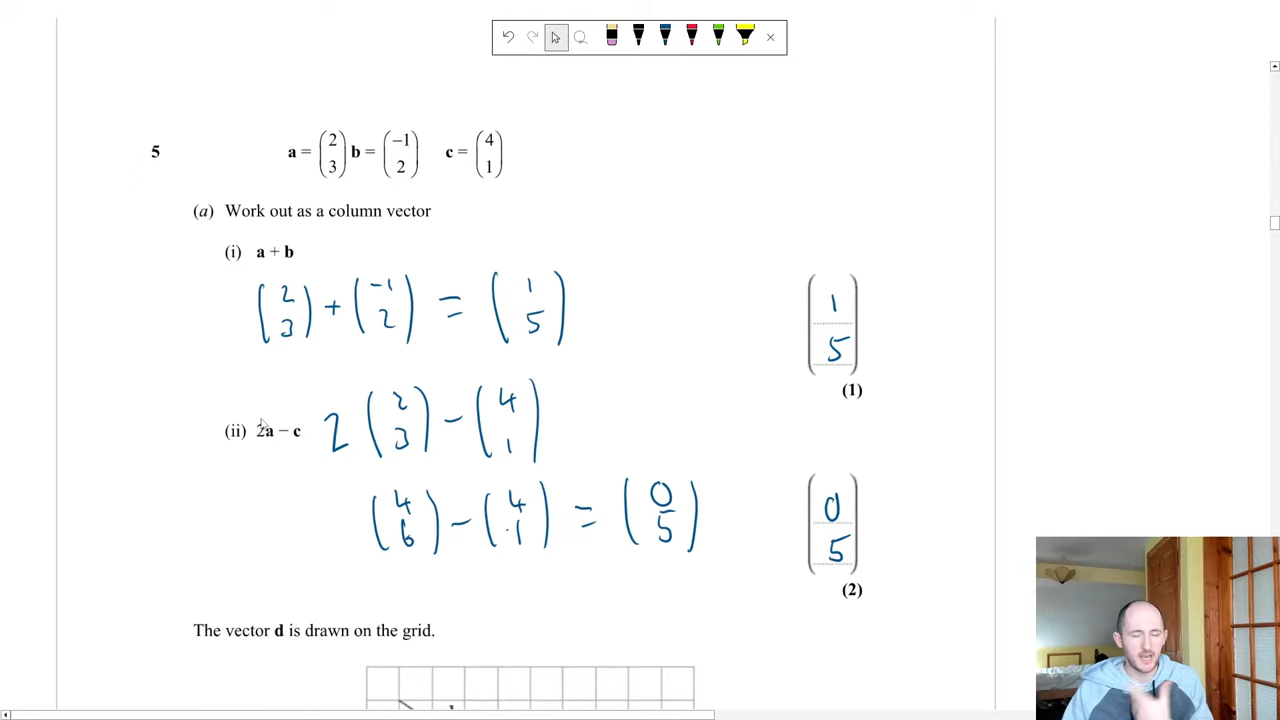 5 a = (2 3) b = (−1 2) c = (4 1)
(a) Work out as a column vector
(i) a + b
(2 3) + (-1 2) = (1 5)
(1 5)
(1)
(ii) 2a − c 2 (2 3) − (4 1)
(4 6) − (4 1) = (0 5)
(0 5)
(2)
The vector d is drawn on the grid.